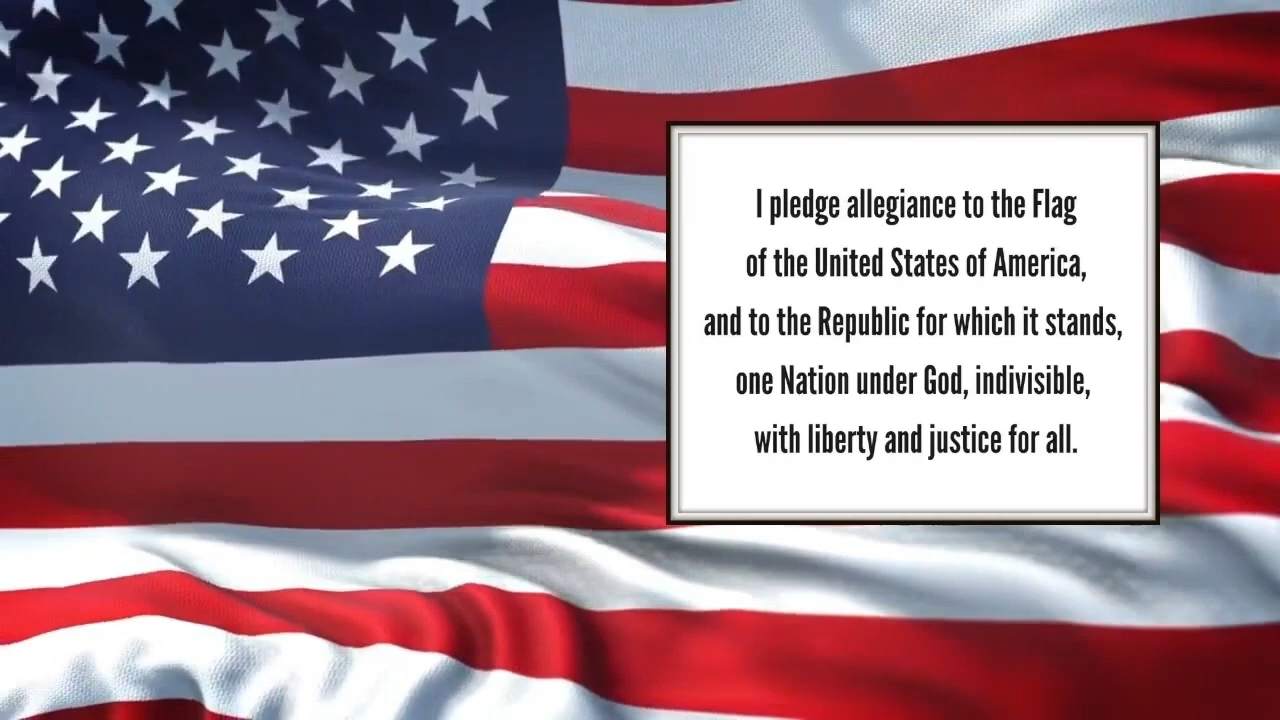 I pledge allegiance to the Flag
of the United States of America,
and to the Republic for which it stands,
one Nation under God, indivisible,
with liberty and justice for all.